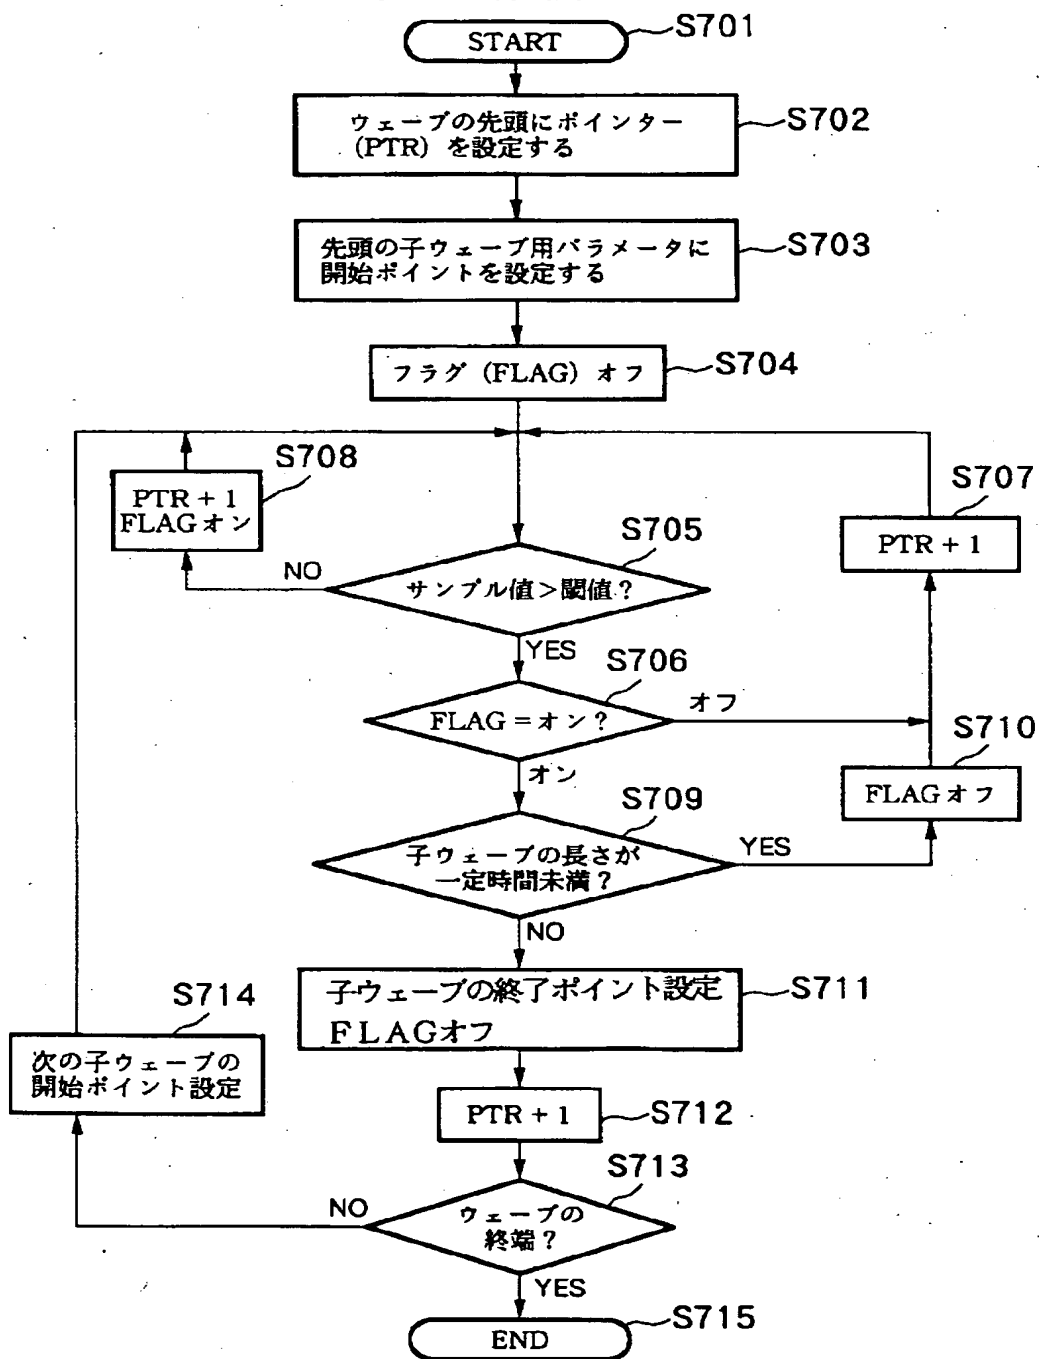 START
S701
ウェーブの先頭にポインター
(PTR) を設定する
S702
先頭の子ウェーブ用パラメータに
開始ポイントを設定する
S703
フラグ (FLAG) オフ
S704
S708
PTR + 1
FLAGオン
S707
PTR + 1
S705
サンプル値>閾値?
NO
YES
S706
FLAG=オン?
オフ
オン
S710
FLAGオフ
S709
子ウェーブの長さが
一定時間未満?
YES
NO
S711
子ウェーブの終了ポイント設定
FLAGオフ
S714
次の子ウェーブの
開始ポイント設定
PTR + 1
S712
S713
ウェーブの
終端?
NO
YES
END
S715